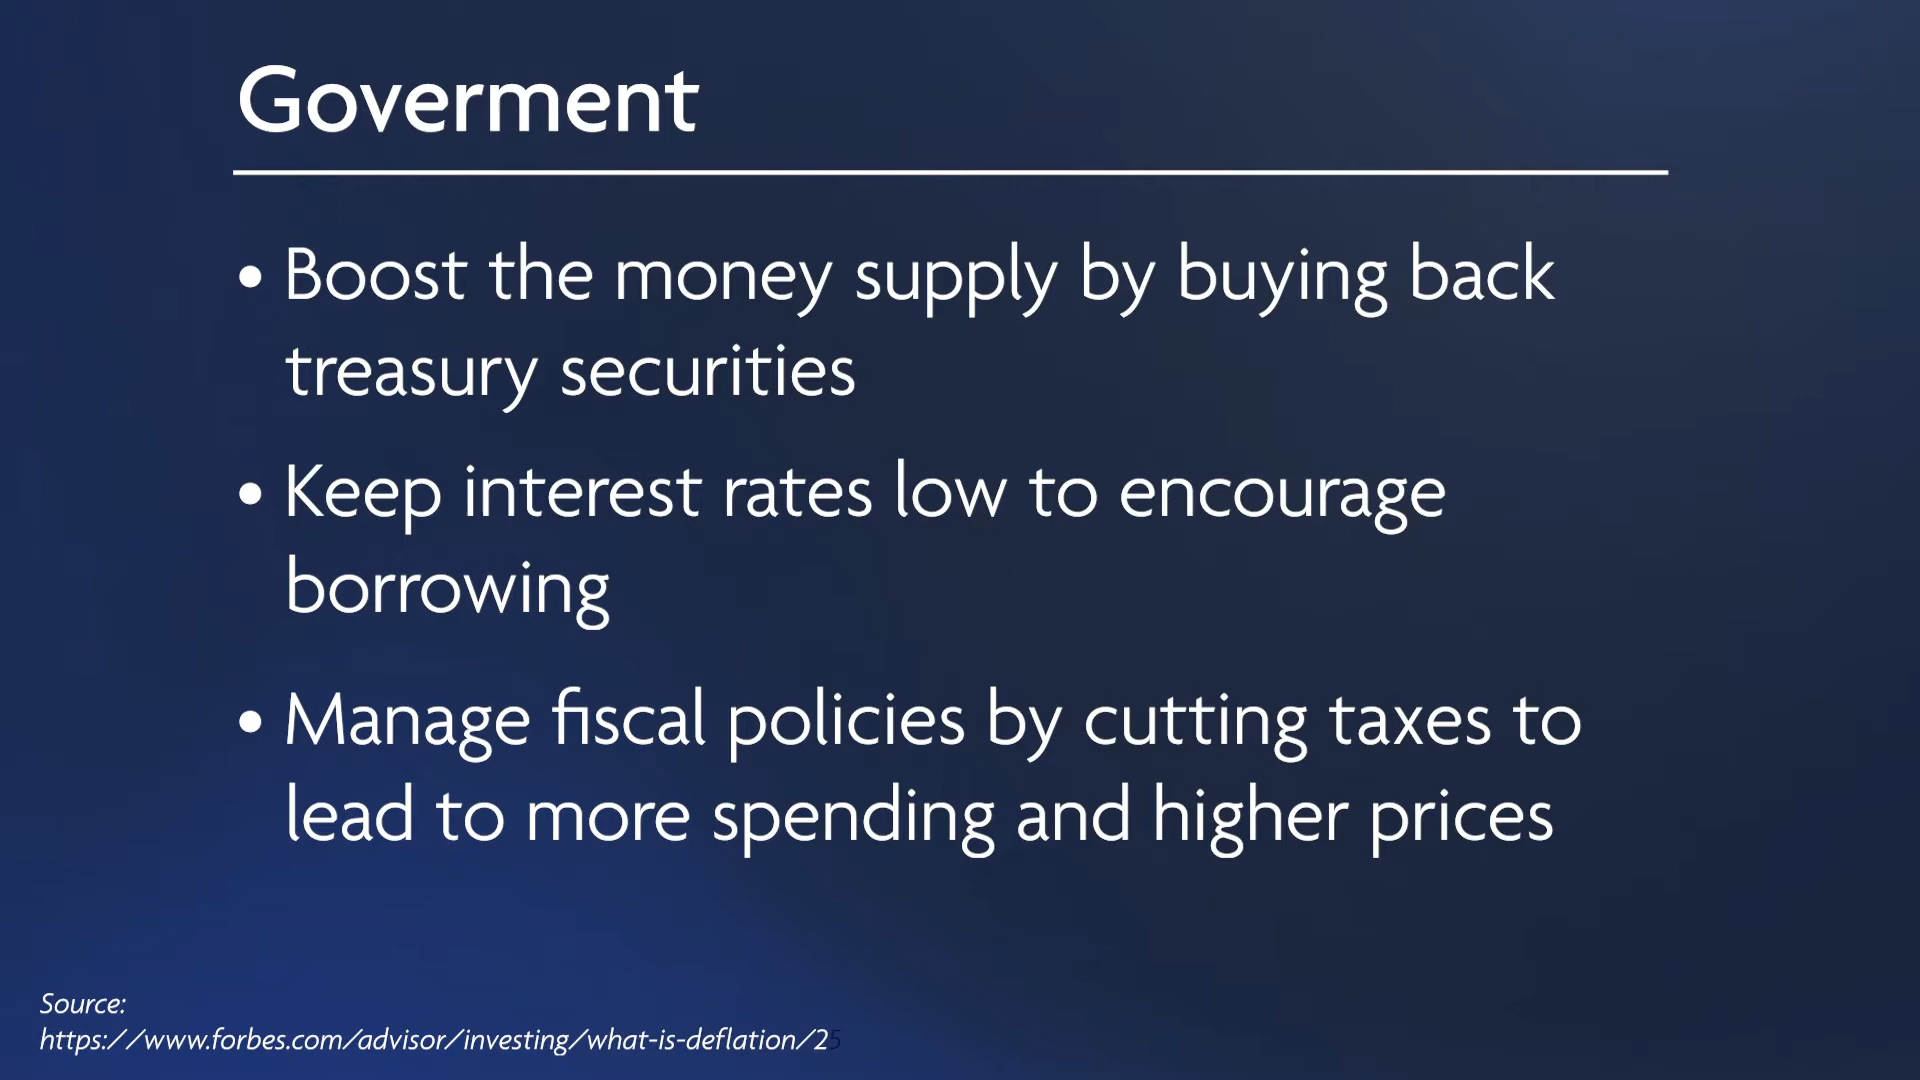 Goverment
• Boost the money supply by buying back
treasury securities
• Keep interest rates low to encourage
borrowing
• Manage fiscal policies by cutting taxes to
lead to more spending and higher prices
Source:
https://www.forbes.com/advisor/investing/what-is-deflation/25